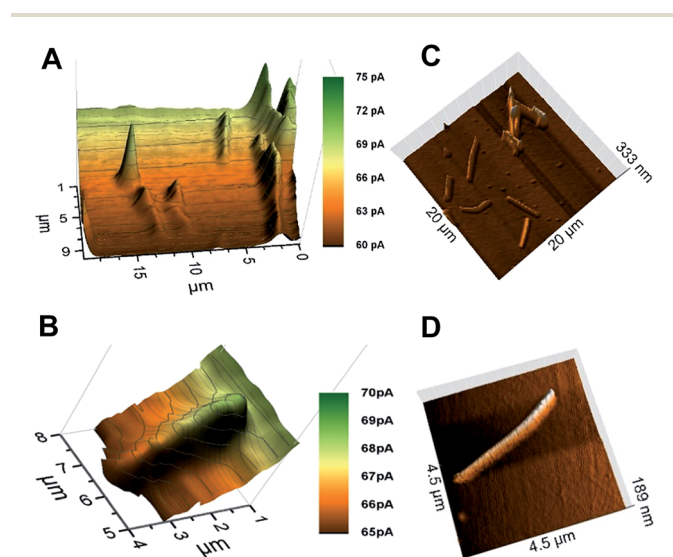 A
75 pA
72 pA
69 pA
66 pA
63 pA
60 pA
1
5
9
µm
15
10
5
0
µm
C
333 nm
20 µm
20 µm
B
70pA
69pA
68pA
67pA
66pA
65pA
8
7
6
5
µm
4
3
2
1
µm
D
4.5 µm
4.5 µm
189 nm